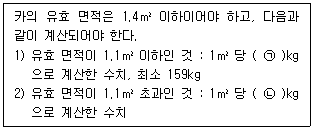 카의 유효 면적은 1.4㎡ 이하이어야 하고, 다음과
같이 계산되어야 한다.
1) 유효 면적이 1.1㎡ 이하인 것 : 1㎡ 당 ( ㉠ )kg
으로 계산한 수치, 최소 159kg
2) 유효 면적이 1.1㎡ 초과인 것 : 1㎡ 당 ( ㉡ )kg
으로 계산한 수치